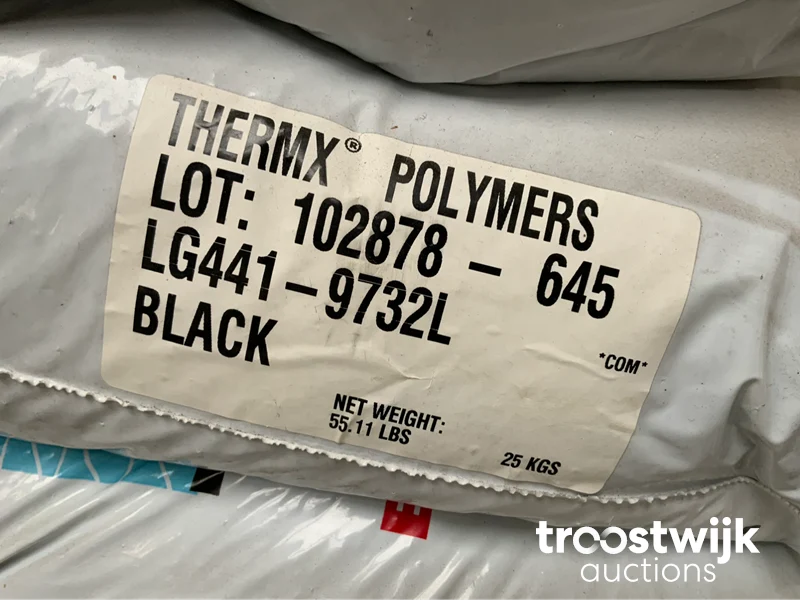 THERMX® POLYMERS
LOT: 102878 - 645
LG441-9732L
BLACK
*COM*
NET WEIGHT:
55.11 LBS
25 KGS
troostwijk
auctions